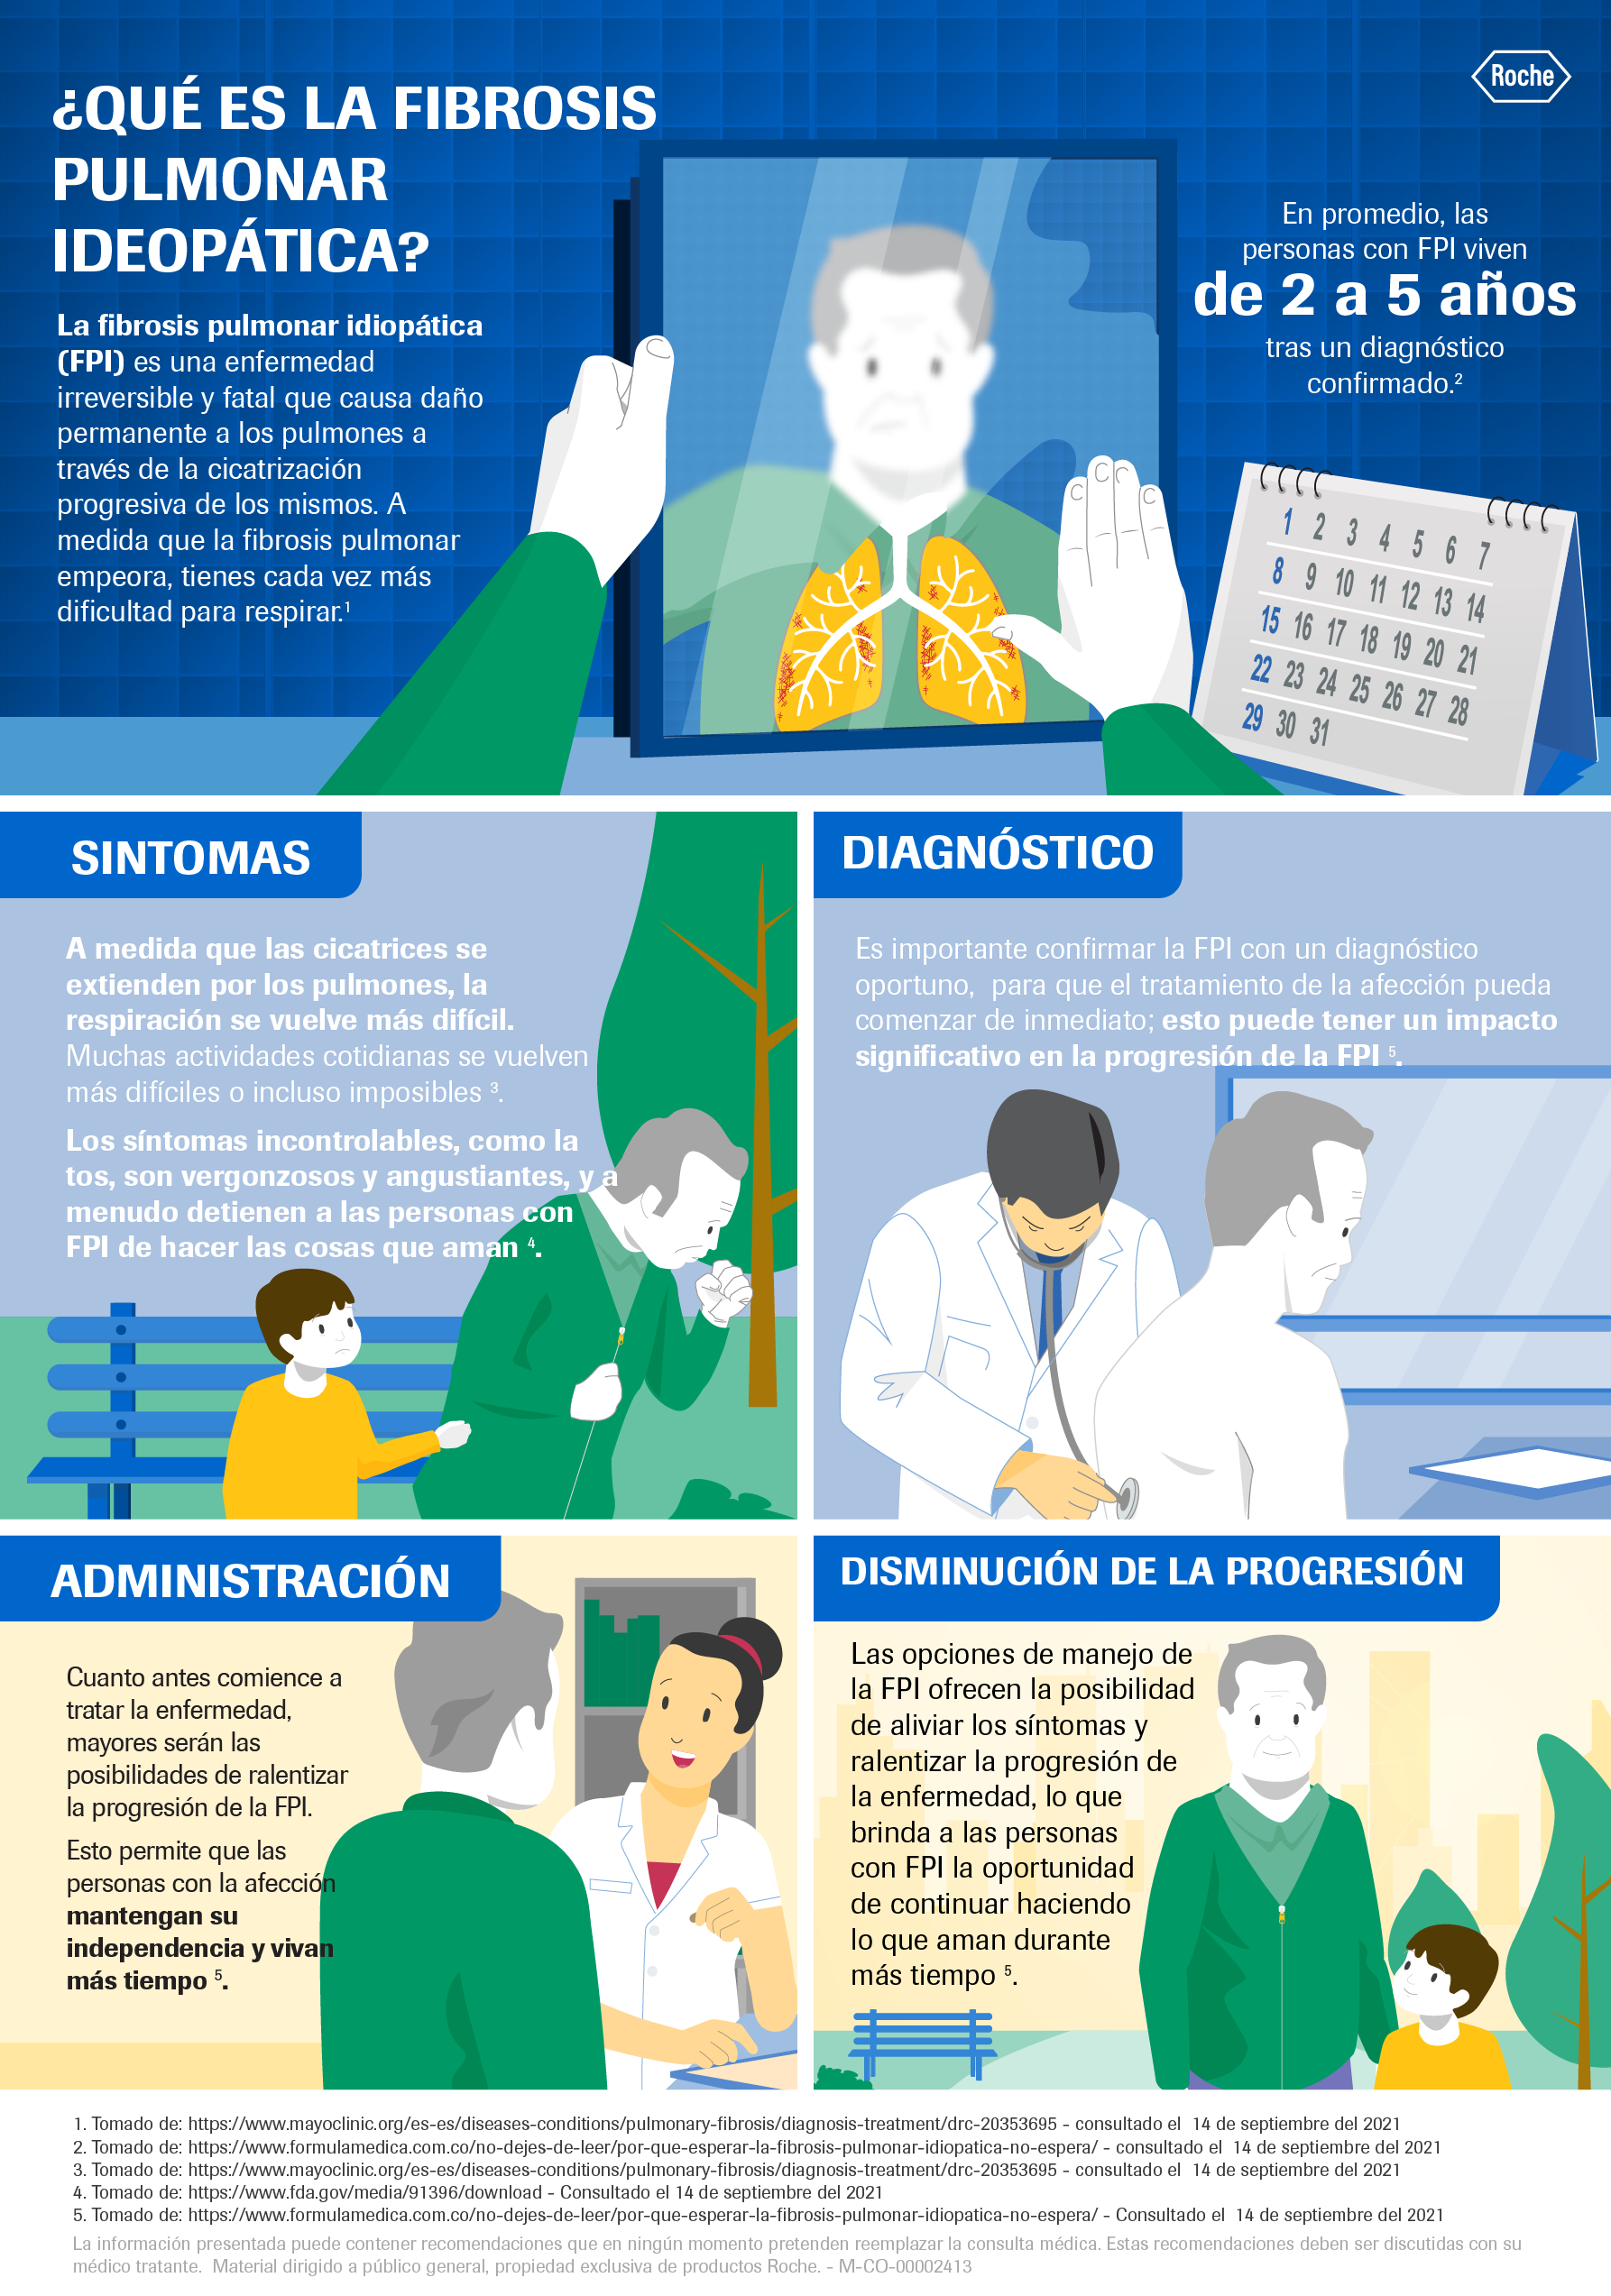 Roche
¿QUÉ ES LA FIBROSIS
PULMONAR
IDEOPÁTICA?
La fibrosis pulmonar idiopática
(FPI) es una enfermedad
irreversible y fatal que causa daño
permanente a los pulmones a
través de la cicatrización
progresiva de los mismos. A
medida que la fibrosis pulmonar
empeora, tienes cada vez más
dificultad para respirar.1
En promedio, las
personas con FPI viven
de 2 a 5 años
tras un diagnóstico
confirmado.2
1 2 3 4 5 6 7
8 9 10 11 12 13 14
15 16 17 18 19 20 21
22 23 24 25 26 27 28
29 30 31
SINTOMAS
A medida que las cicatrices se
extienden por los pulmones, la
respiración se vuelve más difícil.
Muchas actividades cotidianas se vuelven
más difíciles o incluso imposibles 3.
Los síntomas incontrolables, como la
tos, son vergonzosos y angustiantes, y a
menudo detienen a las personas con
FPI de hacer las cosas que aman 4.
DIAGNÓSTICO
Es importante confirmar la FPI con un diagnóstico
oportuno, para que el tratamiento de la afección pueda
comenzar de inmediato; esto puede tener un impacto
significativo en la progresión de la FPI 5.
ADMINISTRACIÓN
Cuanto antes comience a
tratar la enfermedad,
mayores serán las
posibilidades de ralentizar
la progresión de la FPI.
Esto permite que las
personas con la afección
mantengan su
independencia y vivan
más tiempo 5.
DISMINUCIÓN DE LA PROGRESIÓN
Las opciones de manejo de
la FPI ofrecen la posibilidad
de aliviar los síntomas y
ralentizar la progresión de
la enfermedad, lo que
brinda a las personas
con FPI la oportunidad
de continuar haciendo
lo que aman durante
más tiempo 5.
1. Tomado de: https://www.mayoclinic.org/es-es/diseases-conditions/pulmonary-fibrosis/diagnosis-treatment/drc-20353695 - consultado el 14 de septiembre del 2021
2. Tomado de: https://www.formulamedica.com.co/no-dejes-de-leer/por-que-esperar-la-fibrosis-pulmonar-idiopatica-no-espera/ - consultado el 14 de septiembre del 2021
3. Tomado de: https://www.mayoclinic.org/es-es/diseases-conditions/pulmonary-fibrosis/diagnosis-treatment/drc-20353695 - consultado el 14 de septiembre del 2021
4. Tomado de: https://www.fda.gov/media/91396/download - Consultado el 14 de septiembre del 2021
5. Tomado de: https://www.formulamedica.com.co/no-dejes-de-leer/por-que-esperar-la-fibrosis-pulmonar-idiopatica-no-espera/ - Consultado el 14 de septiembre del 2021
La información presentada puede contener recomendaciones que en ningún momento pretenden reemplazar la consulta médica. Estas recomendaciones deben ser discutidas con su
médico tratante. Material dirigido a público general, propiedad exclusiva de productos Roche. - M-CO-00002413